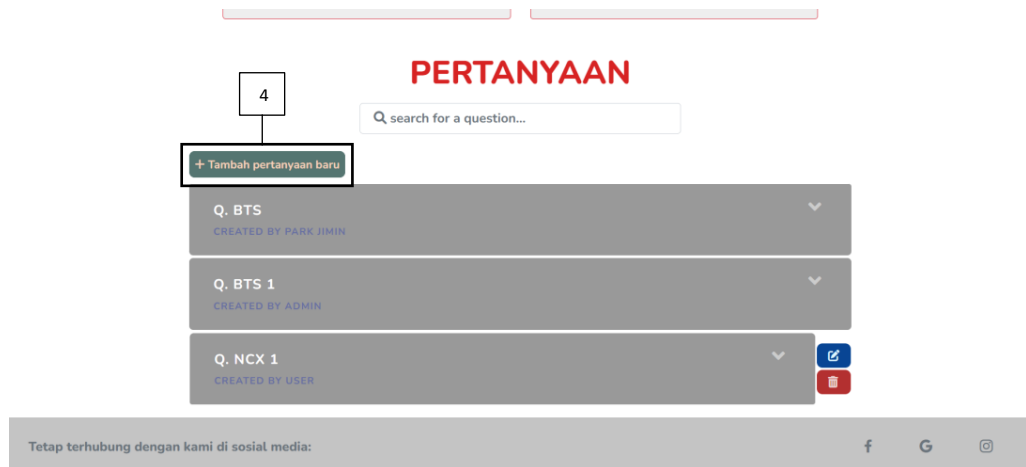 PERTANYAAN
4
search for a question...
+ Tambah pertanyaan baru
Q. BTS
CREATED BY PARK JIMIN
Q. BTS 1
CREATED BY ADMIN
Q. NCX 1
CREATED BY USER
Tetap terhubung dengan kami di sosial media:
f G